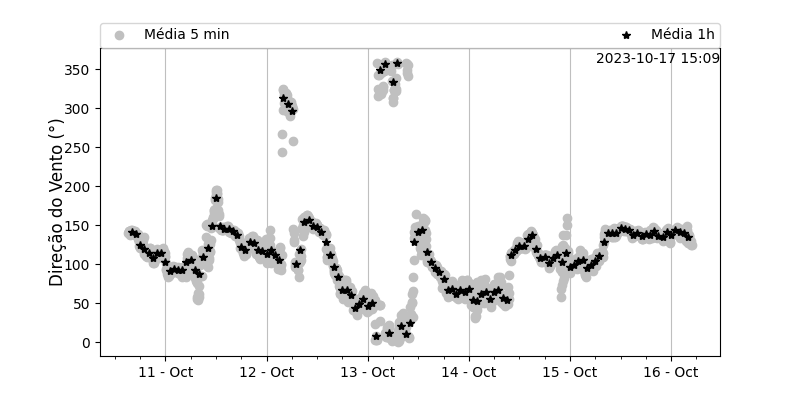 Média 5 min
Média 1h
2023-10-17 15:09
Direção do Vento (°)
350
300
250
200
150
100
50
0
11 - Oct
12 - Oct
13 - Oct
14 - Oct
15 - Oct
16 - Oct